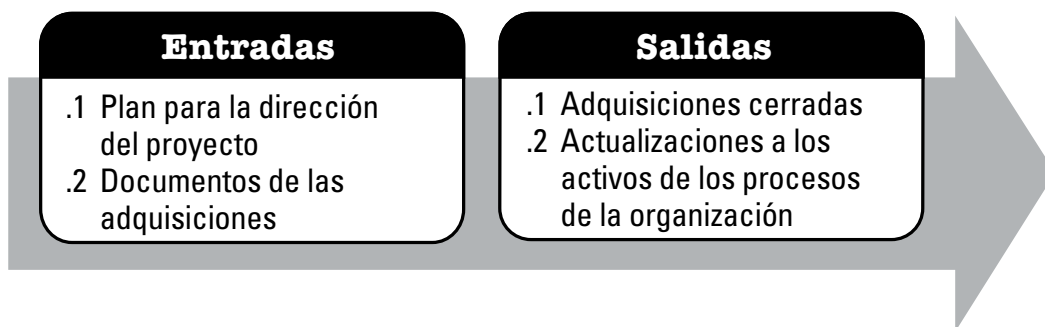 Entradas
.1 Plan para la dirección
del proyecto
.2 Documentos de las
adquisiciones
Salidas
.1 Adquisiciones cerradas
.2 Actualizaciones a los
activos de los procesos
de la organización